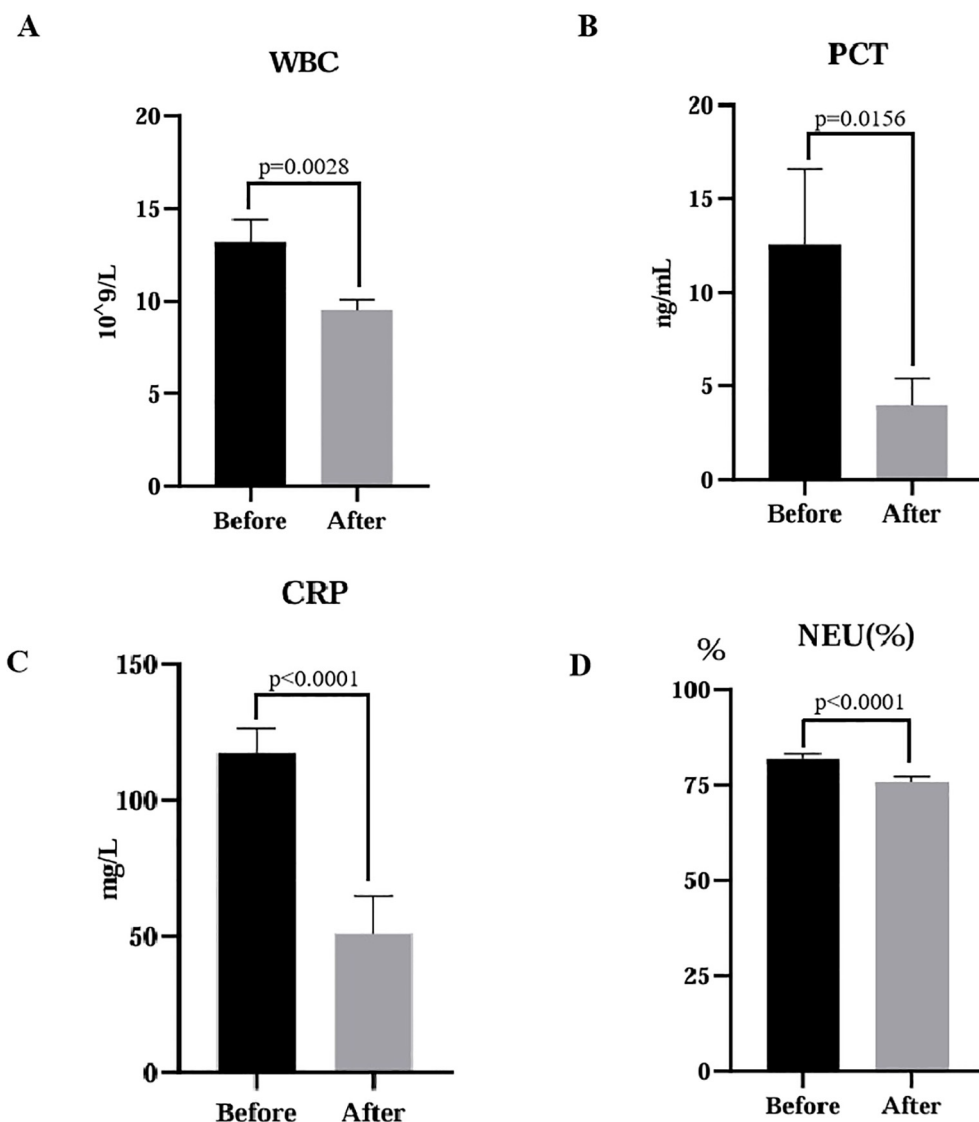 A
WBC
20
15
10
5
0
10^9/L
p=0.0028
Before After
B
PCT
20
15
10
5
0
ng/mL
p=0.0156
Before After
C
CRP
150
100
50
0
mg/L
p<0.0001
Before After
D
% NEU(%)
100
75
50
25
0
p<0.0001
Before After